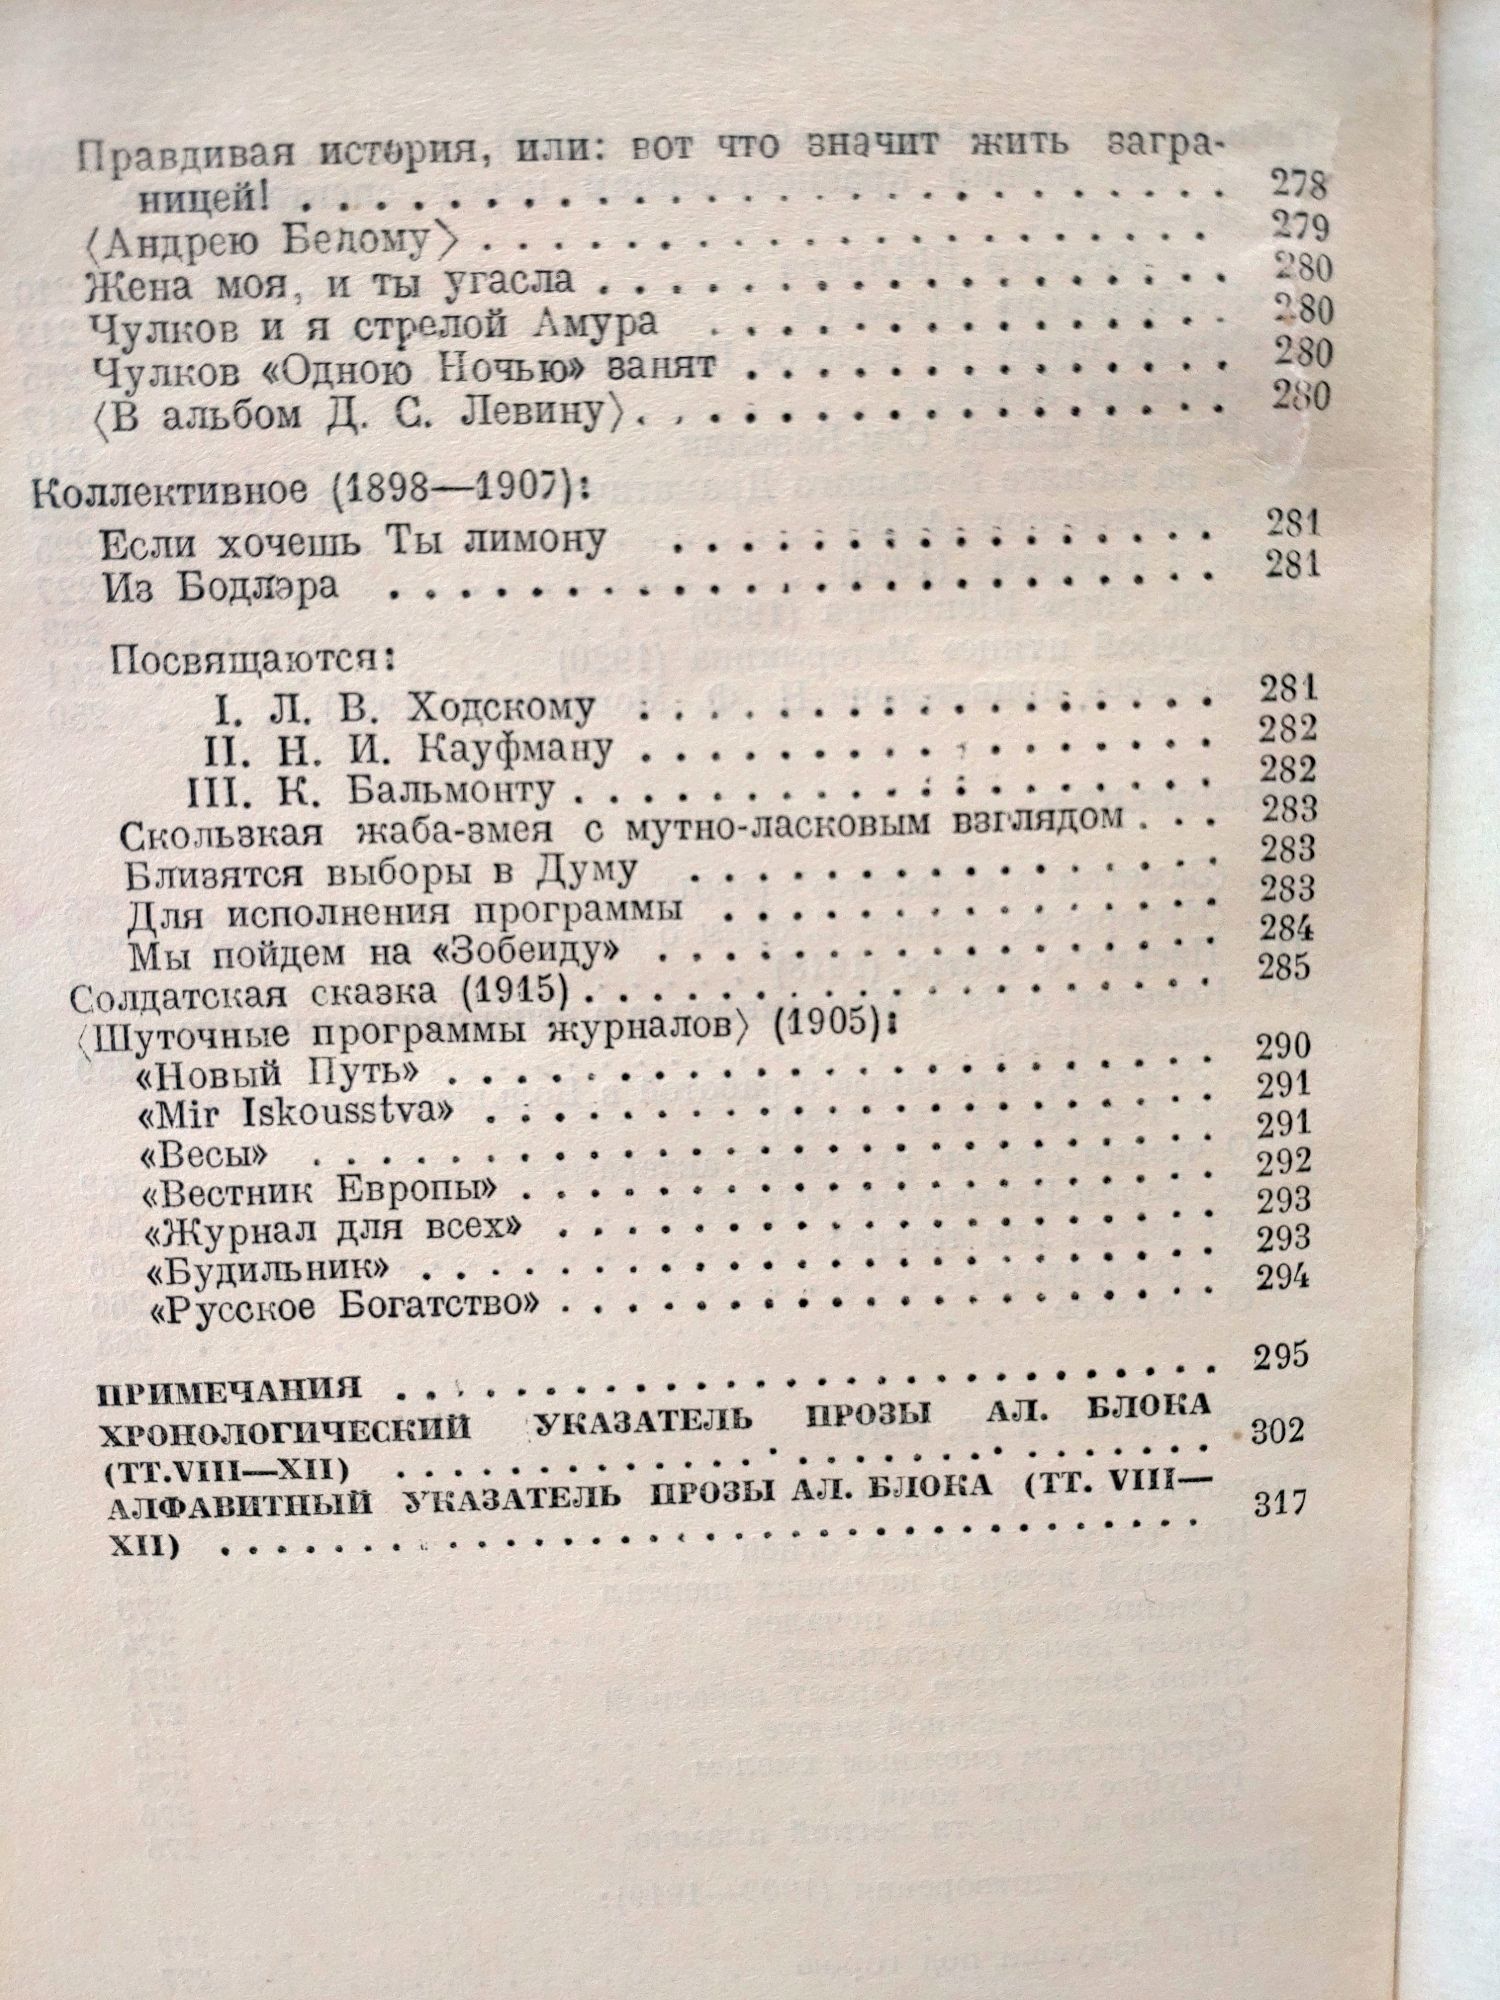 Правдивая история, или: вот что значит жить загра-
ницей! . . . . . . . . . . . . . . . . . . . . . . . . 278
⟨Андрею Белому⟩ . . . . . . . . . . . . . . . . . . . . 279
Жена моя, и ты угасла . . . . . . . . . . . . . . . . . 280
Чулков и я стрелой Амура . . . . . . . . . . . . . . . 280
Чулков «Одною Ночью» занят . . . . . . . . . . . . . . 280
⟨В альбом Д. С. Левину⟩ . . . . . . . . . . . . . . . . 280
Коллективное (1898—1907):
Если хочешь Ты лимону . . . . . . . . . . . . . . . . 281
Из Бодлэра . . . . . . . . . . . . . . . . . . . . . . 281
Посвящаются:
I. Л. В. Ходскому . . . . . . . . . . . . . . . . . 281
II. Н. И. Кауфману . . . . . . . . . . . . . . . . . 282
III. К. Бальмонту . . . . . . . . . . . . . . . . . . 282
Скользкая жаба-змея с мутно-ласковым взглядом . . . 283
Близятся выборы в Думу . . . . . . . . . . . . . . . 283
Для исполнения программы . . . . . . . . . . . . . . 283
Мы пойдем на «Зобеиду» . . . . . . . . . . . . . . . 284
Солдатская сказка (1915) . . . . . . . . . . . . . . . . 285
⟨Шуточные программы журналов⟩ (1905):
«Новый Путь» . . . . . . . . . . . . . . . . . . . . . 290
«Mir Iskousstva» . . . . . . . . . . . . . . . . . . . . 291
«Весы» . . . . . . . . . . . . . . . . . . . . . . . . 291
«Вестник Европы» . . . . . . . . . . . . . . . . . . . 292
«Журнал для всех» . . . . . . . . . . . . . . . . . . 293
«Будильник» . . . . . . . . . . . . . . . . . . . . . 293
«Русское Богатство» . . . . . . . . . . . . . . . . . 294
ПРИМЕЧАНИЯ . . . . . . . . . . . . . . . . . . . . . . 295
ХРОНОЛОГИЧЕСКИЙ УКАЗАТЕЛЬ ПРОЗЫ АЛ. БЛОКА
(ТТ.VIII—XII) . . . . . . . . . . . . . . . . . . . . . 302
АЛФАВИТНЫЙ УКАЗАТЕЛЬ ПРОЗЫ АЛ. БЛОКА (ТТ. VIII—
XII) . . . . . . . . . . . . . . . . . . . . . . . . . . 317